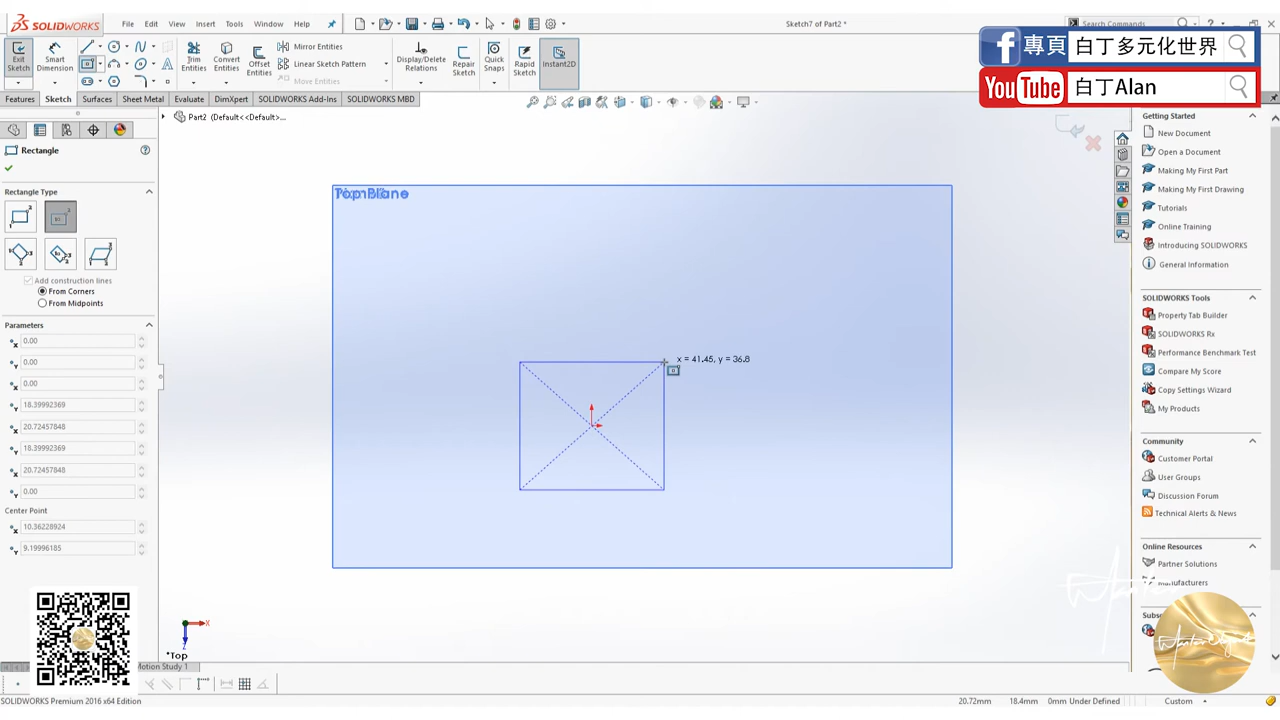 SOLIDWORKS
File Edit View Insert Tools Window Help
Sketch7 of Part2 *
Search Commands
專頁 白丁多元化世界
YouTube 白丁Alan
Exit Sketch
Smart Dimension
Trim Entities
Convert Entities
Offset Entities
Mirror Entities
Linear Sketch Pattern
Move Entities
Display/Delete Relations
Repair Sketch
Quick Snaps
Rapid Sketch
Instant2D
Features Sketch Surfaces Sheet Metal Evaluate DimXpert SOLIDWORKS Add-Ins SOLIDWORKS MBD
Part2 (Default<<Default>...
Rectangle
Rectangle Type
Add construction lines
From Corners
From Midpoints
Parameters
0.00
0.00
0.00
18.39992369
20.72457848
18.39992369
20.72457848
0.00
Center Point
10.36228924
9.19996185
Top Plane
x = 41.45, y = 36.8
X
Z
*Top
Motion Study 1
Getting Started
New Document
Open a Document
Making My First Part
Making My First Drawing
Tutorials
Online Training
Introducing SOLIDWORKS
General Information
SOLIDWORKS Tools
Property Tab Builder
SOLIDWORKS Rx
Performance Benchmark Test
Compare My Score
Copy Settings Wizard
My Products
Community
Customer Portal
User Groups
Discussion Forum
Technical Alerts & News
Online Resources
Partner Solutions
Manufacturers
SOLIDWORKS Premium 2016 x64 Edition
20.72mm 18.4mm 0mm Under Defined Custom